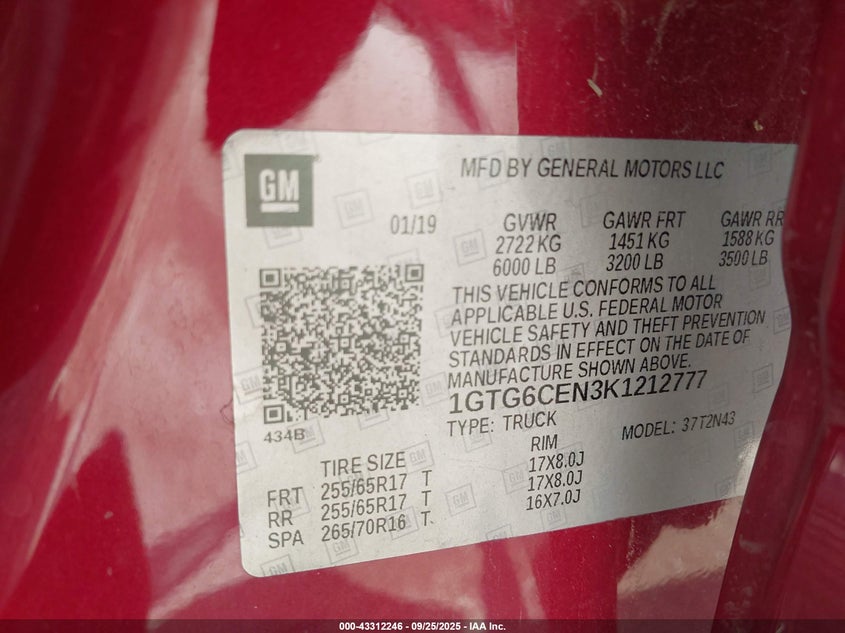 GM
MFD BY GENERAL MOTORS LLC
01/19
GVWR GAWR FRT GAWR RR
2722 KG 1451 KG 1588 KG
6000 LB 3200 LB 3500 LB
THIS VEHICLE CONFORMS TO ALL
APPLICABLE U.S. FEDERAL MOTOR
VEHICLE SAFETY AND THEFT PREVENTION
STANDARDS IN EFFECT ON THE DATE OF
MANUFACTURE SHOWN ABOVE.
1GTG6CEN3K1212777
434B
TYPE: TRUCK MODEL: 37T2N43
TIRE SIZE RIM
FRT 255/65R17 T 17X8.0J
RR 255/65R17 T 17X8.0J
SPA 265/70R16 T 16X7.0J
000-43312246 - 09/25/2025 - IAA Inc.